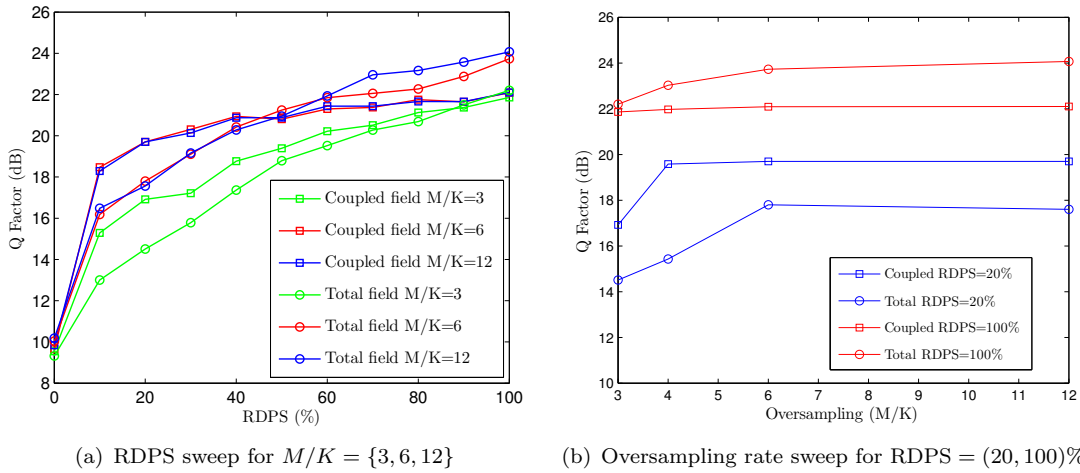 26
24
22
20
18
16
14
12
10
8
Q Factor (dB)
0 20 40 60 80 100
RDPS (%)
Coupled field M/K=3
Coupled field M/K=6
Coupled field M/K=12
Total field M/K=3
Total field M/K=6
Total field M/K=12
(a) RDPS sweep for M/K = {3, 6, 12}
26
24
22
20
18
16
14
12
10
Q Factor (dB)
3 4 5 6 7 8 9 10 11 12
Oversampling (M/K)
Coupled RDPS=20%
Total RDPS=20%
Coupled RDPS=100%
Total RDPS=100%
(b) Oversampling rate sweep for RDPS = (20, 100)%